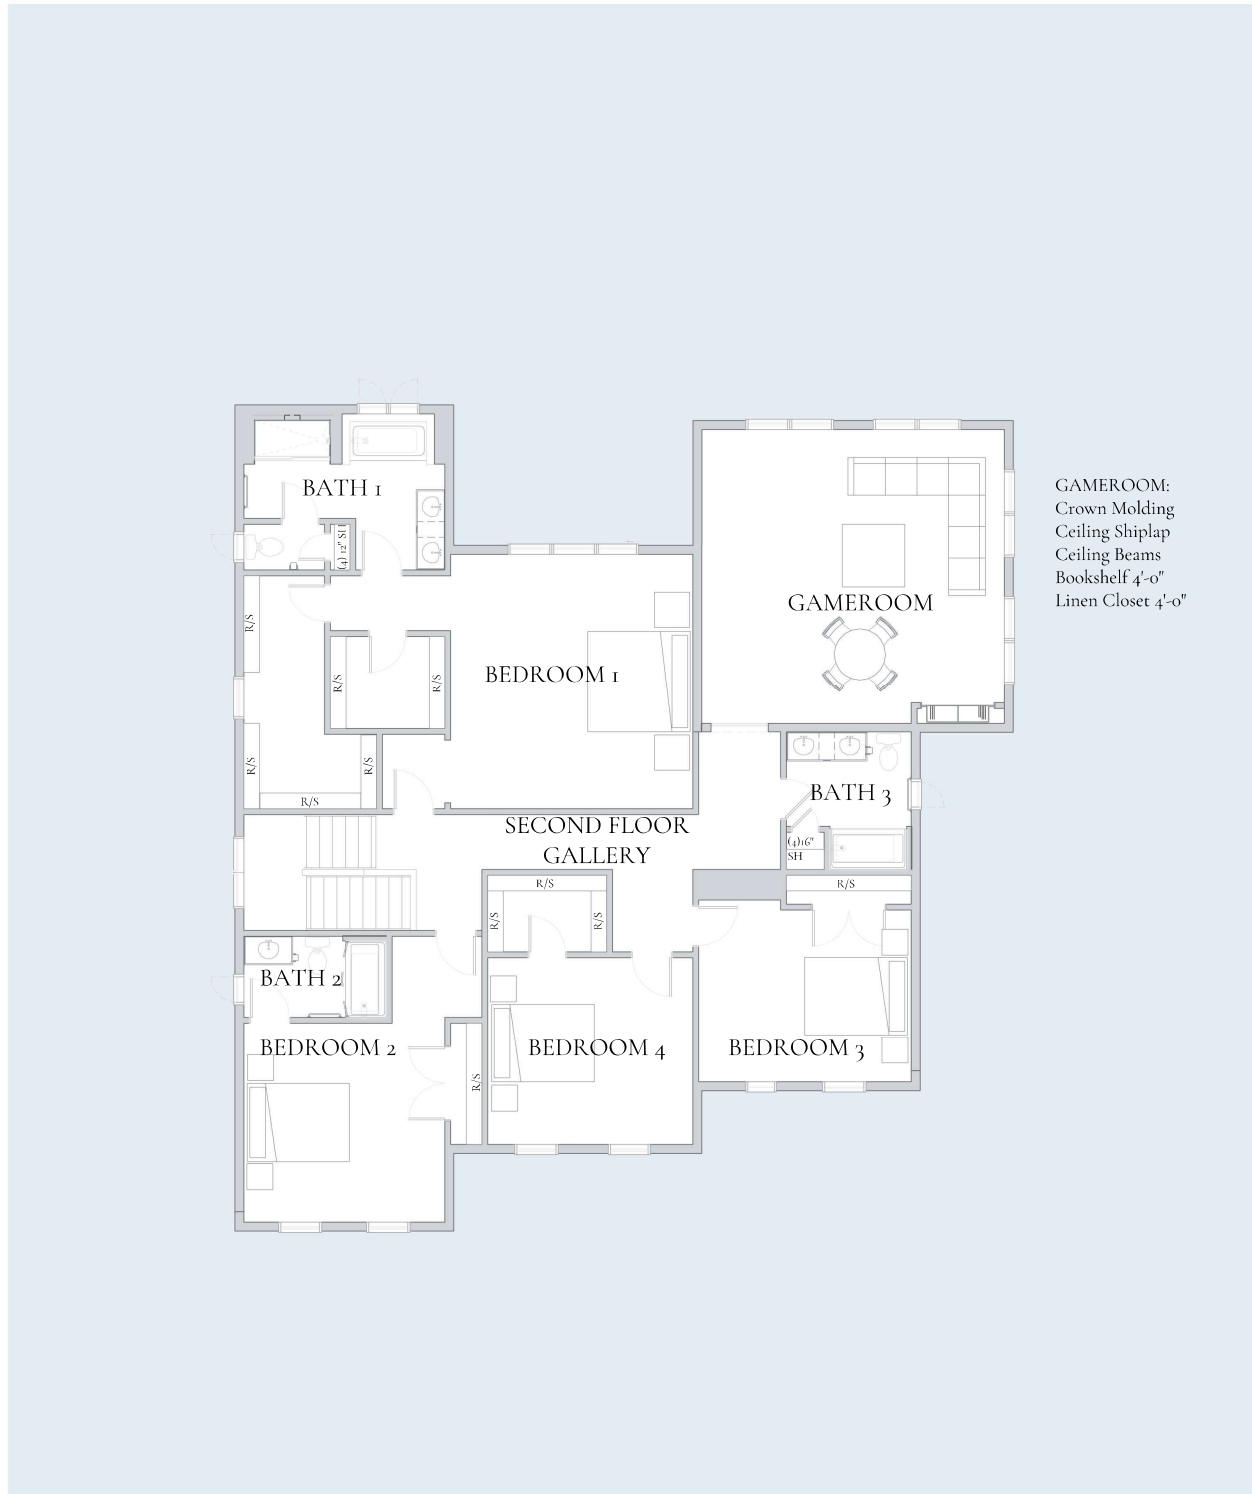 BATH 1
(4) 12" SH
R/S
R/S
R/S
R/S
R/S
R/S
BEDROOM 1
GAMEROOM
GAMEROOM:
Crown Molding
Ceiling Shiplap
Ceiling Beams
Bookshelf 4'-0"
Linen Closet 4'-0"
BATH 3
(4)16"
SH
R/S
SECOND FLOOR
GALLERY
R/S
R/S
R/S
BATH 2
BEDROOM 2
R/S
BEDROOM 4
BEDROOM 3